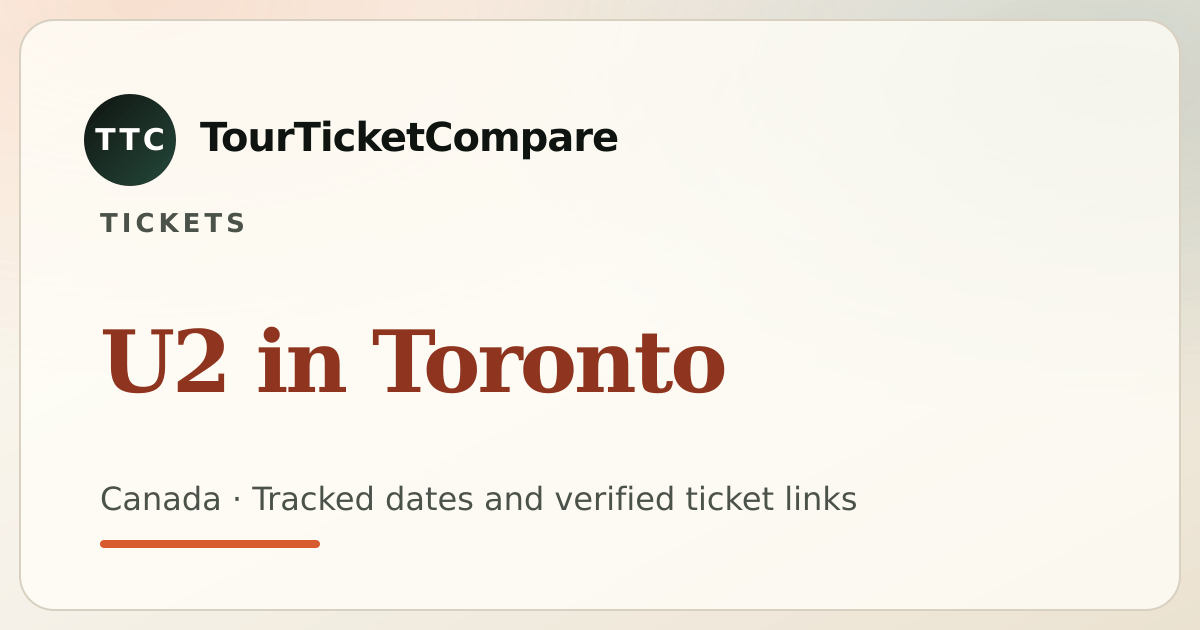 TTC TourTicketCompare
TICKETS
U2 in Toronto
Canada · Tracked dates and verified ticket links